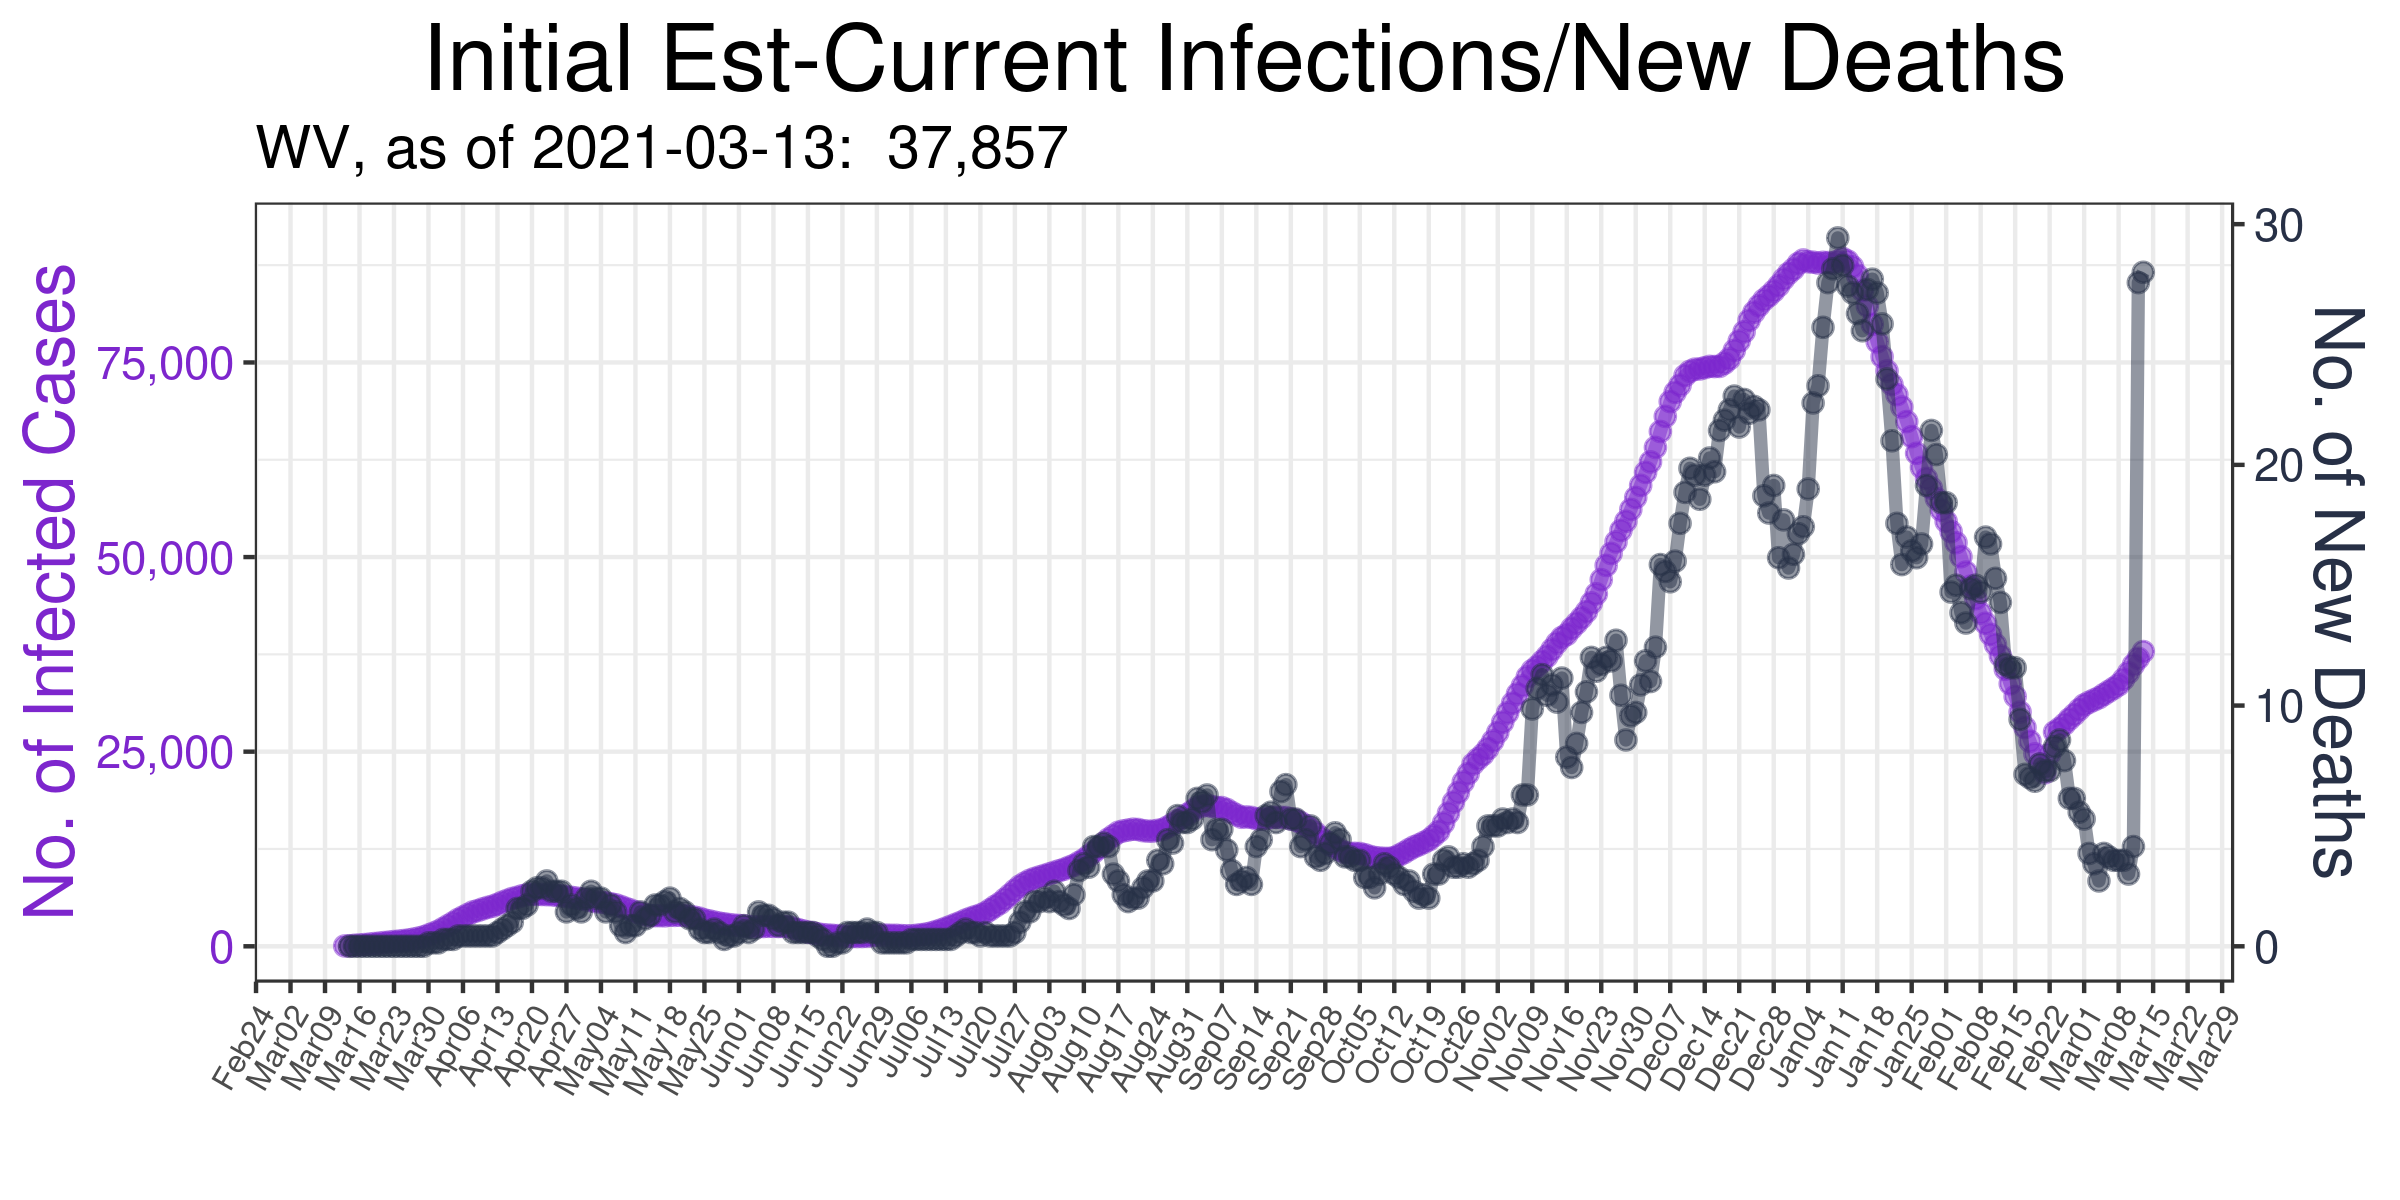 Initial Est-Current Infections/New Deaths
WV, as of 2021-03-13: 37,857
No. of Infected Cases
75,000
50,000
25,000
0
30
20
10
0
No. of New Deaths
Feb24
Mar02
Mar09
Mar16
Mar23
Mar30
Apr06
Apr13
Apr20
Apr27
May04
May11
May18
May25
Jun01
Jun08
Jun15
Jun22
Jun29
Jul06
Jul13
Jul20
Jul27
Aug03
Aug10
Aug17
Aug24
Aug31
Sep07
Sep14
Sep21
Sep28
Oct05
Oct12
Oct19
Oct26
Nov02
Nov09
Nov16
Nov23
Nov30
Dec07
Dec14
Dec21
Dec28
Jan04
Jan11
Jan18
Jan25
Feb01
Feb08
Feb15
Feb22
Mar01
Mar08
Mar15
Mar22
Mar29